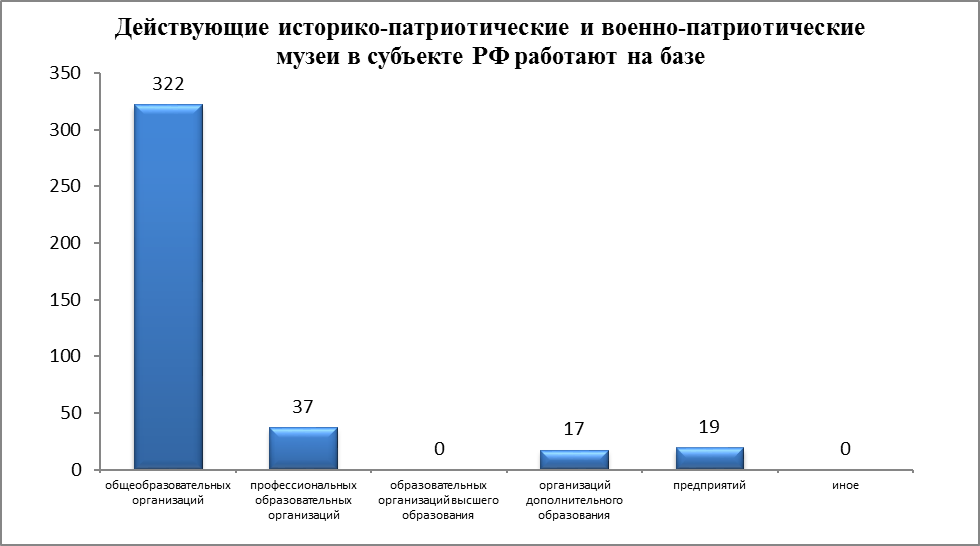 Действующие историко-патриотические и военно-патриотические
музеи в субъекте РФ работают на базе
350
300
250
200
150
100
50
0
322
37
0
17
19
0
общеобразовательных
организаций
профессиональных
образовательных
организаций
образовательных
организаций высшего
образования
организаций
дополнительного
образования
предприятий
иное